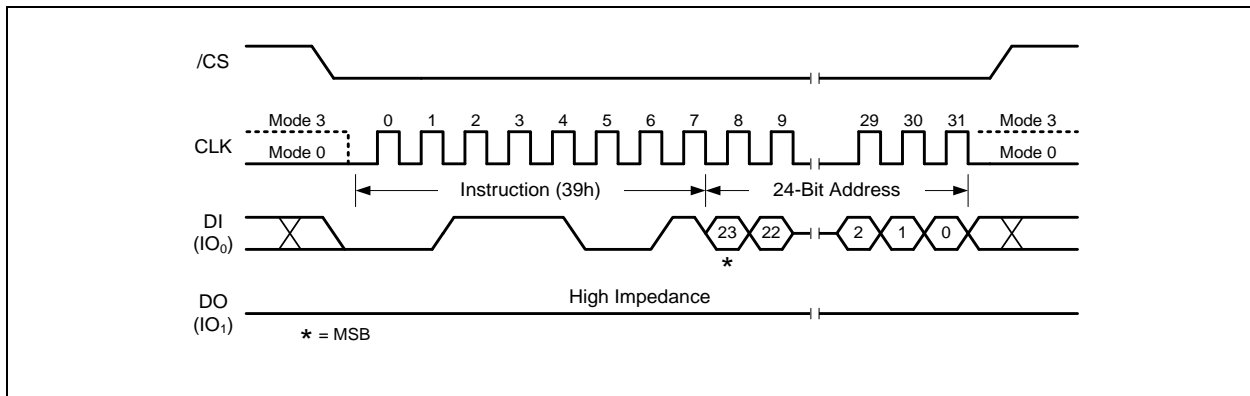 /CS
Mode 3 0 1 2 3 4 5 6 7 8 9 29 30 31 Mode 3
CLK
Mode 0 Mode 0
Instruction (39h) 24-Bit Address
DI
(IO₀)
23 22 2 1 0
*
High Impedance
DO
(IO₁)
* = MSB